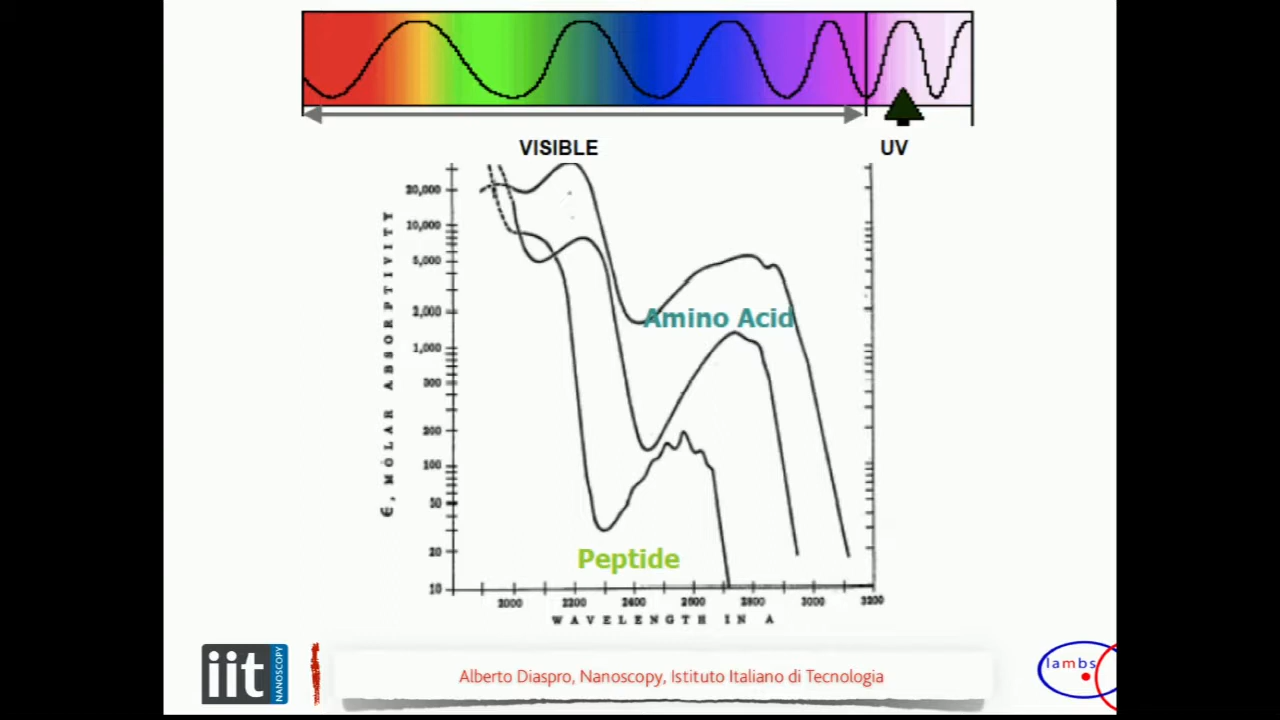 VISIBLE
UV
20,000
10,000
5,000
2,000
1,000
500
200
100
50
20
10
ϵ, MOLAR ABSORPTIVITY
Amino Acid
Peptide
2000 2200 2400 2600 2800 3000 3200
WAVELENGTH IN A
iit
NANOSCOPY
Alberto Diaspro, Nanoscopy, Istituto Italiano di Tecnologia
lambs